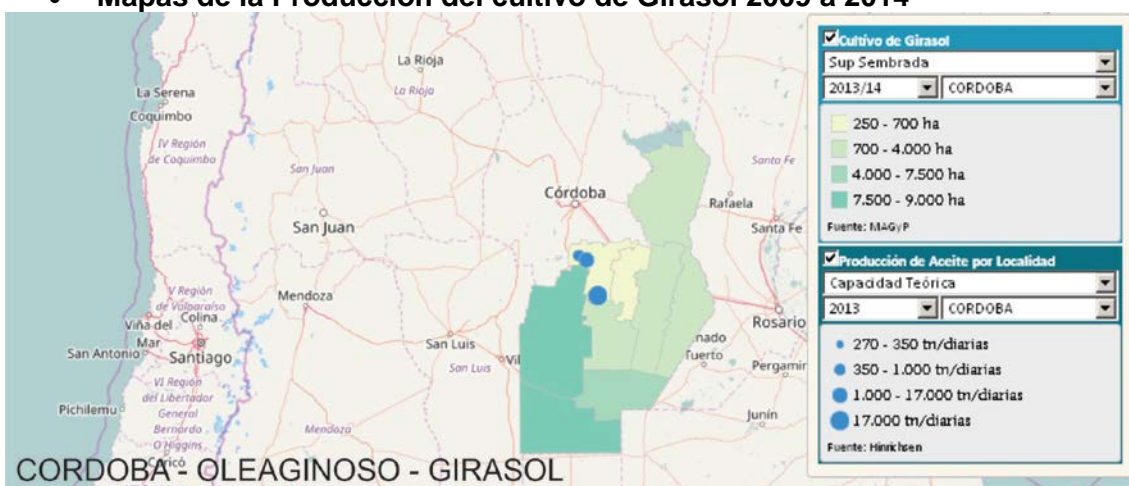 • Mapas de la Producción del cultivo de Girasol 2009 a 2014
La Rioja
La Rioja
La Serena
Coquimbo
IV Región
de Coquimbo
San Juan
Santa Fe
Córdoba
Rafaela
San Juan
Santa Fe
V Región
de Valparaíso
Mendoza
Viña del
Mar
Colina
Rosario
San Luis
San Antonio
Santiago
San Luis
Vil
nado
Tuerto
Pergamin
VI Región
del Libertador
General
Bernardo
O'Higgins
Pichilemu
Mendoza
Junín
Curicó
CORDOBA - OLEAGINOSO - GIRASOL
Cultivo de Girasol
Sup Sembrada
2013/14 CORDOBA
250 - 700 ha
700 - 4.000 ha
4.000 - 7.500 ha
7.500 - 9.000 ha
Fuente: MAGyP
Producción de Aceite por Localidad
Capacidad Teórica
2013 CORDOBA
270 - 350 tn/diarias
350 - 1.000 tn/diarias
1.000 - 17.000 tn/diarias
17.000 tn/diarias
Fuente: Hinrichsen